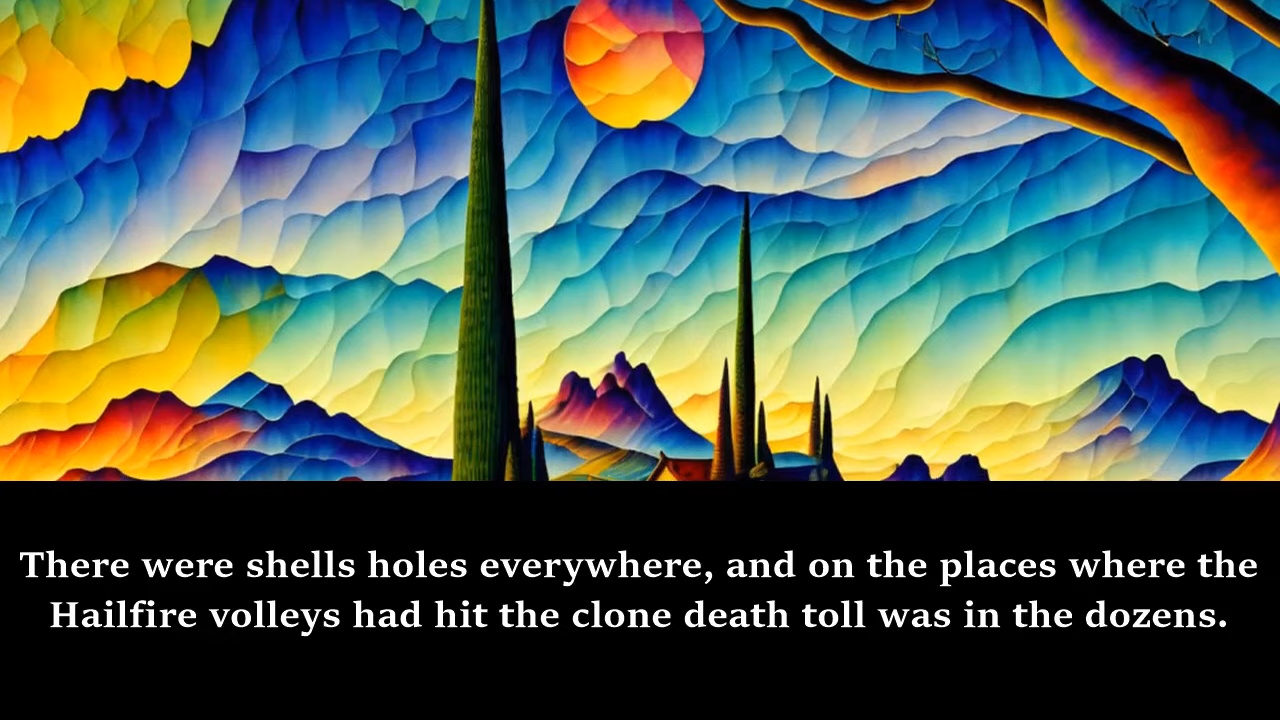 There were shells holes everywhere, and on the places where the
Hailfire volleys had hit the clone death toll was in the dozens.